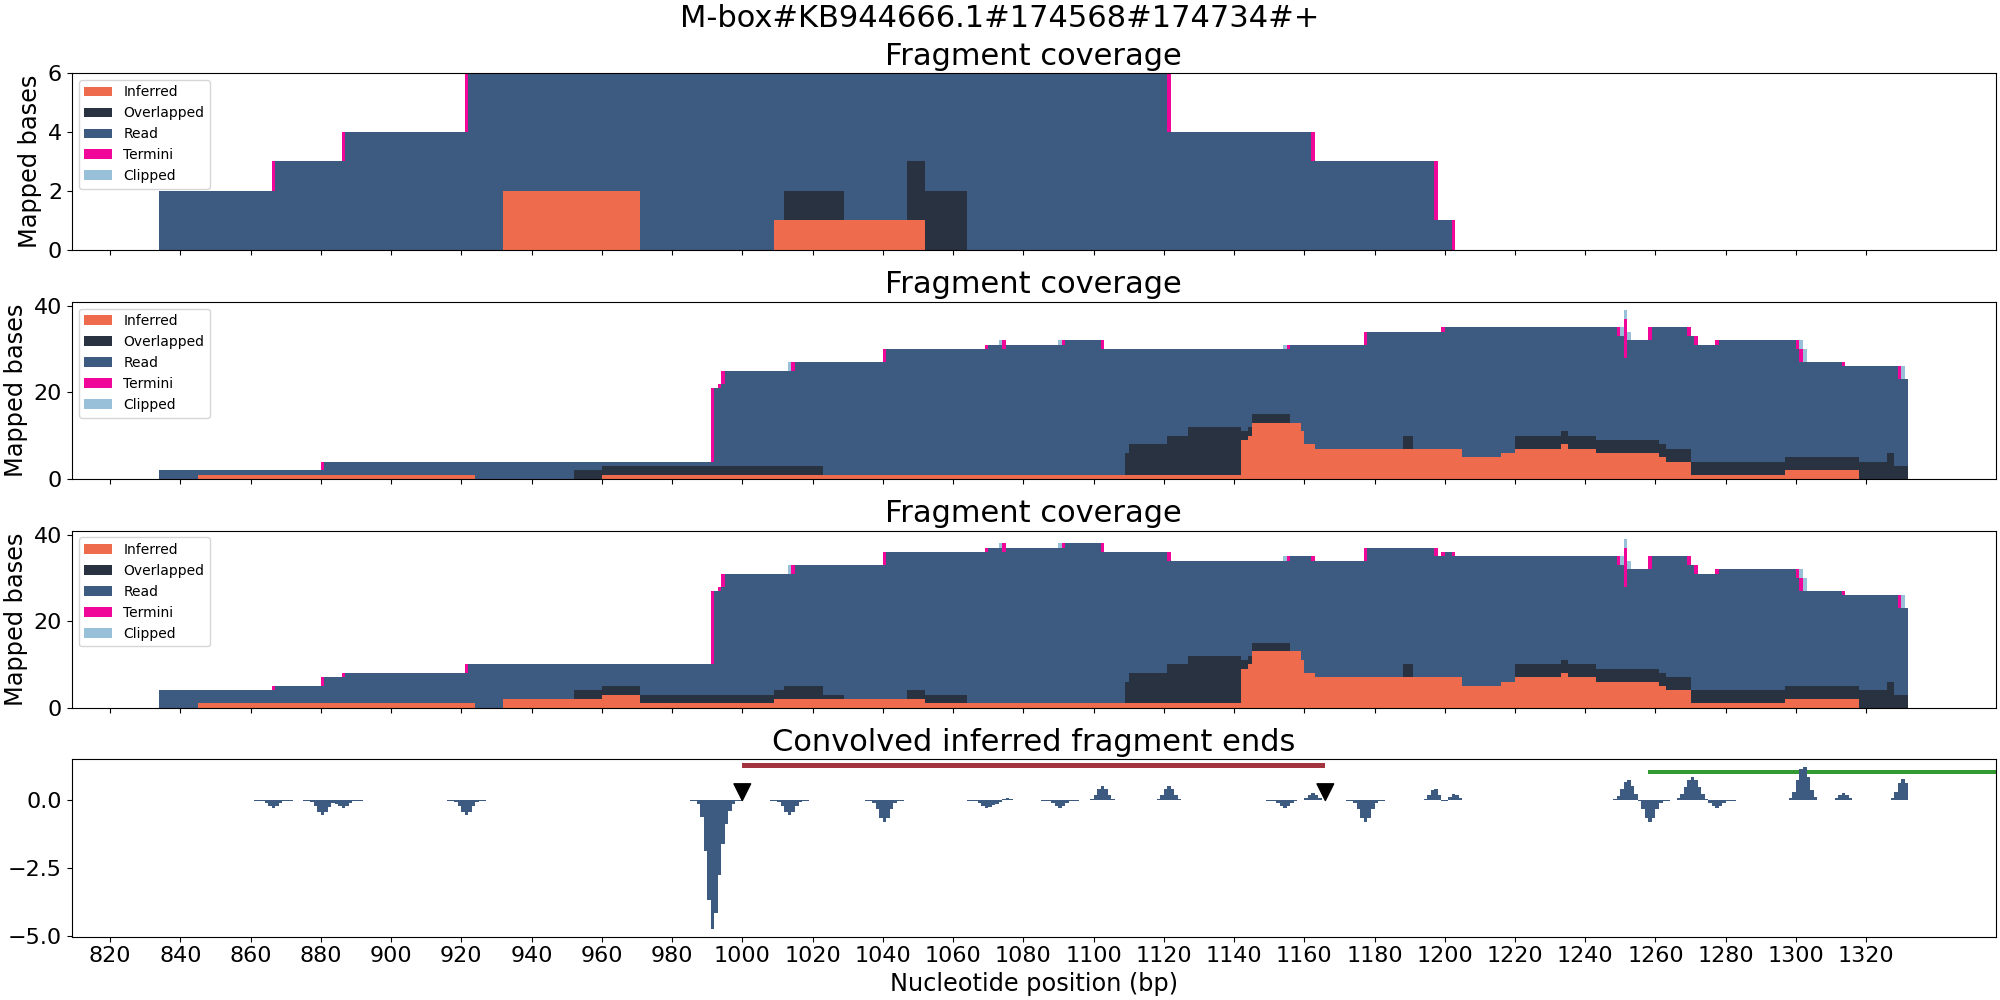 M-box#KB944666.1#174568#174734#+
Fragment coverage
Mapped bases
6
4
2
0
Inferred
Overlapped
Read
Termini
Clipped
Fragment coverage
Mapped bases
40
20
0
Inferred
Overlapped
Read
Termini
Clipped
Fragment coverage
Mapped bases
40
20
0
Inferred
Overlapped
Read
Termini
Clipped
Convolved inferred fragment ends
0.0
−2.5
−5.0
820 840 860 880 900 920 940 960 980 1000 1020 1040 1060 1080 1100 1120 1140 1160 1180 1200 1220 1240 1260 1280 1300 1320
Nucleotide position (bp)